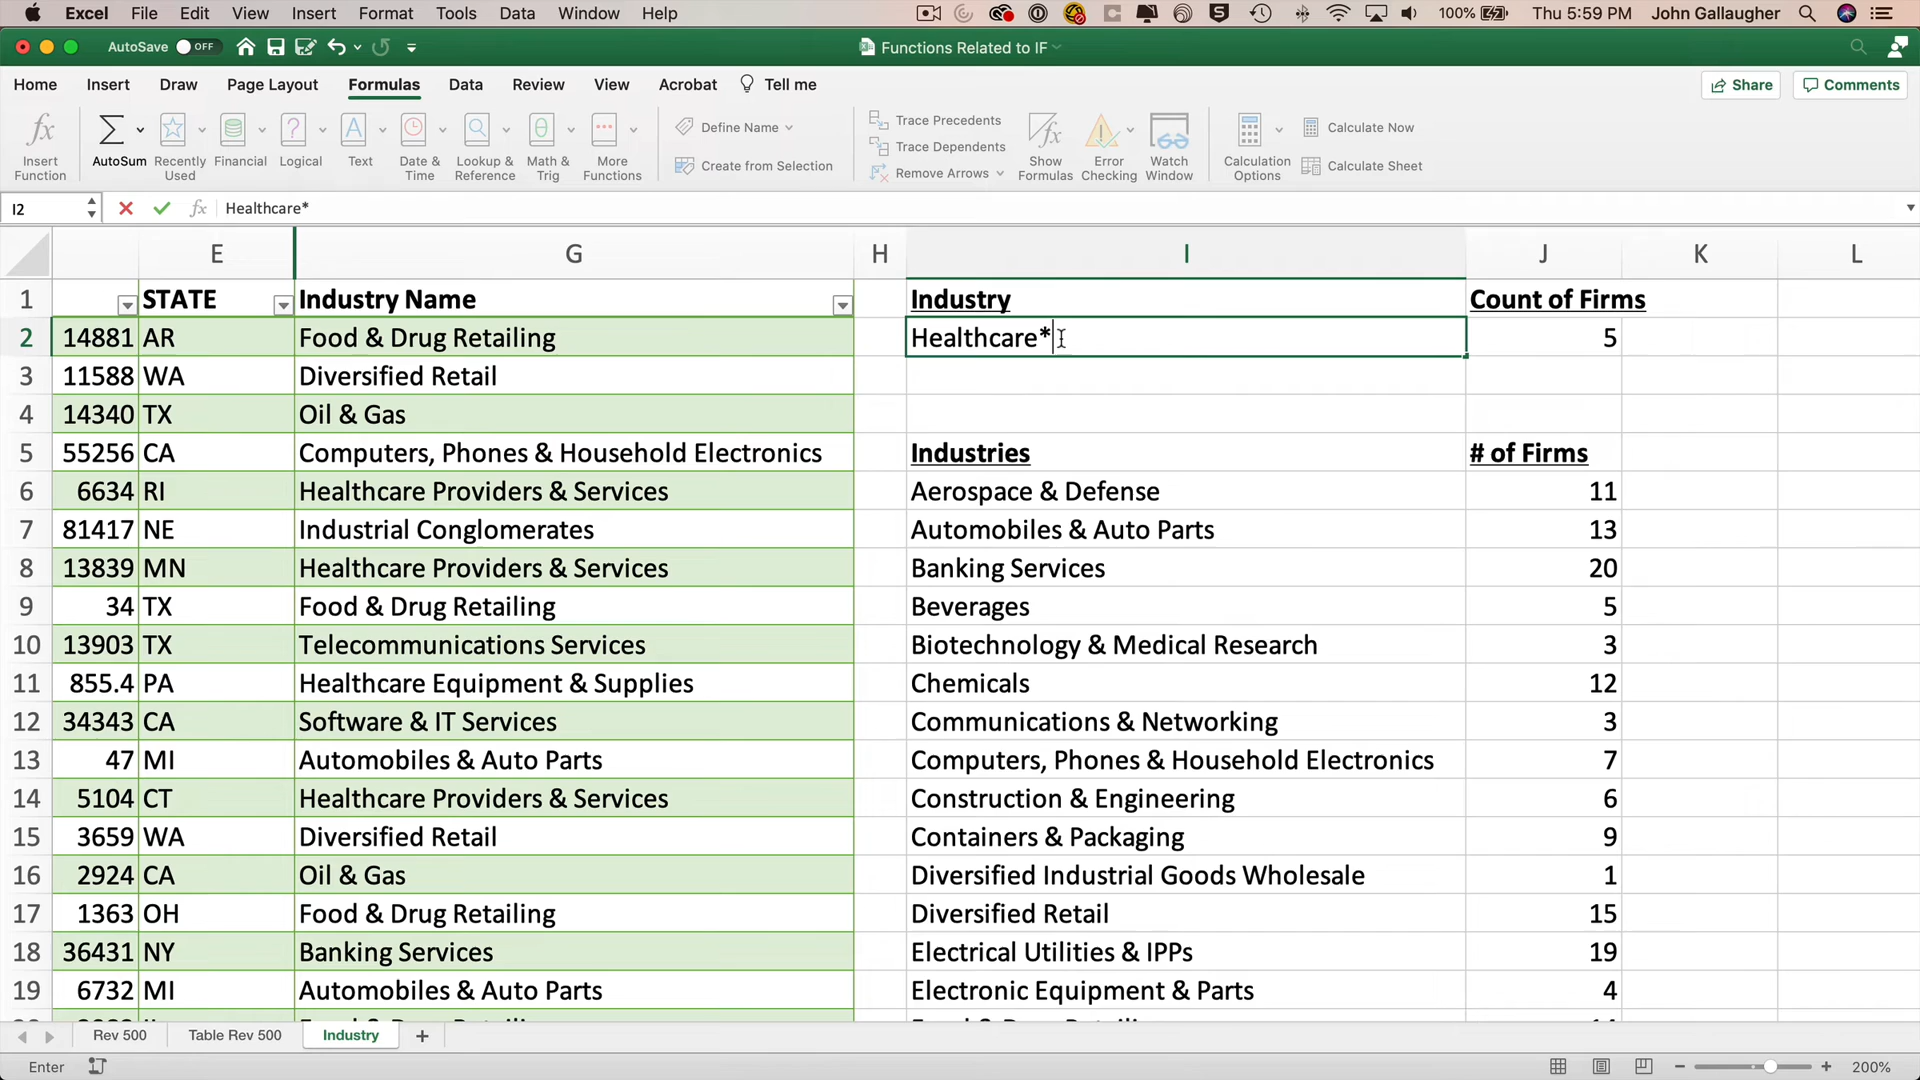 Excel File Edit View Insert Format Tools Data Window Help 100% Thu 5:59 PM John Gallaugher
AutoSave OFF Functions Related to IF
Home Insert Draw Page Layout Formulas Data Review View Acrobat Tell me Share Comments
Insert Function AutoSum Recently Used Financial Logical Text Date & Time Lookup & Reference Math & Trig More Functions Define Name Create from Selection Trace Precedents Trace Dependents Remove Arrows Show Formulas Error Checking Watch Window Calculation Options Calculate Now Calculate Sheet
I2 fx Healthcare*
E G H I J K L
1 STATE Industry Name Industry Count of Firms
2 14881 AR Food & Drug Retailing Healthcare* 5
3 11588 WA Diversified Retail
4 14340 TX Oil & Gas
5 55256 CA Computers, Phones & Household Electronics Industries # of Firms
6 6634 RI Healthcare Providers & Services Aerospace & Defense 11
7 81417 NE Industrial Conglomerates Automobiles & Auto Parts 13
8 13839 MN Healthcare Providers & Services Banking Services 20
9 34 TX Food & Drug Retailing Beverages 5
10 13903 TX Telecommunications Services Biotechnology & Medical Research 3
11 855.4 PA Healthcare Equipment & Supplies Chemicals 12
12 34343 CA Software & IT Services Communications & Networking 3
13 47 MI Automobiles & Auto Parts Computers, Phones & Household Electronics 7
14 5104 CT Healthcare Providers & Services Construction & Engineering 6
15 3659 WA Diversified Retail Containers & Packaging 9
16 2924 CA Oil & Gas Diversified Industrial Goods Wholesale 1
17 1363 OH Food & Drug Retailing Diversified Retail 15
18 36431 NY Banking Services Electrical Utilities & IPPs 19
19 6732 MI Automobiles & Auto Parts Electronic Equipment & Parts 4
Rev 500 Table Rev 500 Industry
Enter 200%